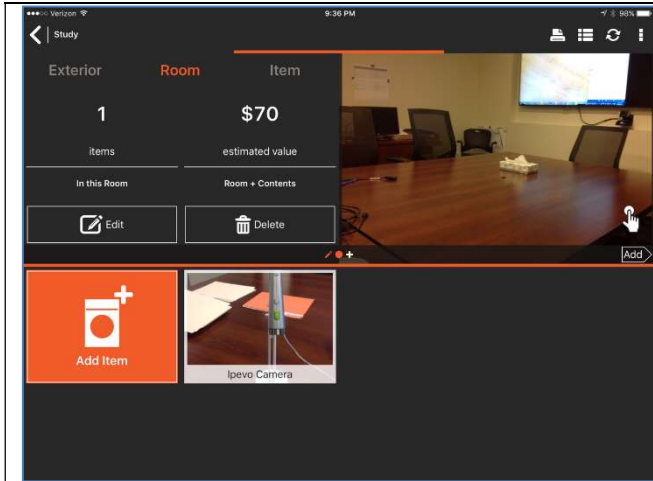 Verizon
9:36 PM
98%
Study
Exterior Room Item
1
$70
items
estimated value
In this Room
Room + Contents
Edit
Delete
Add
Add Item
Ipevo Camera